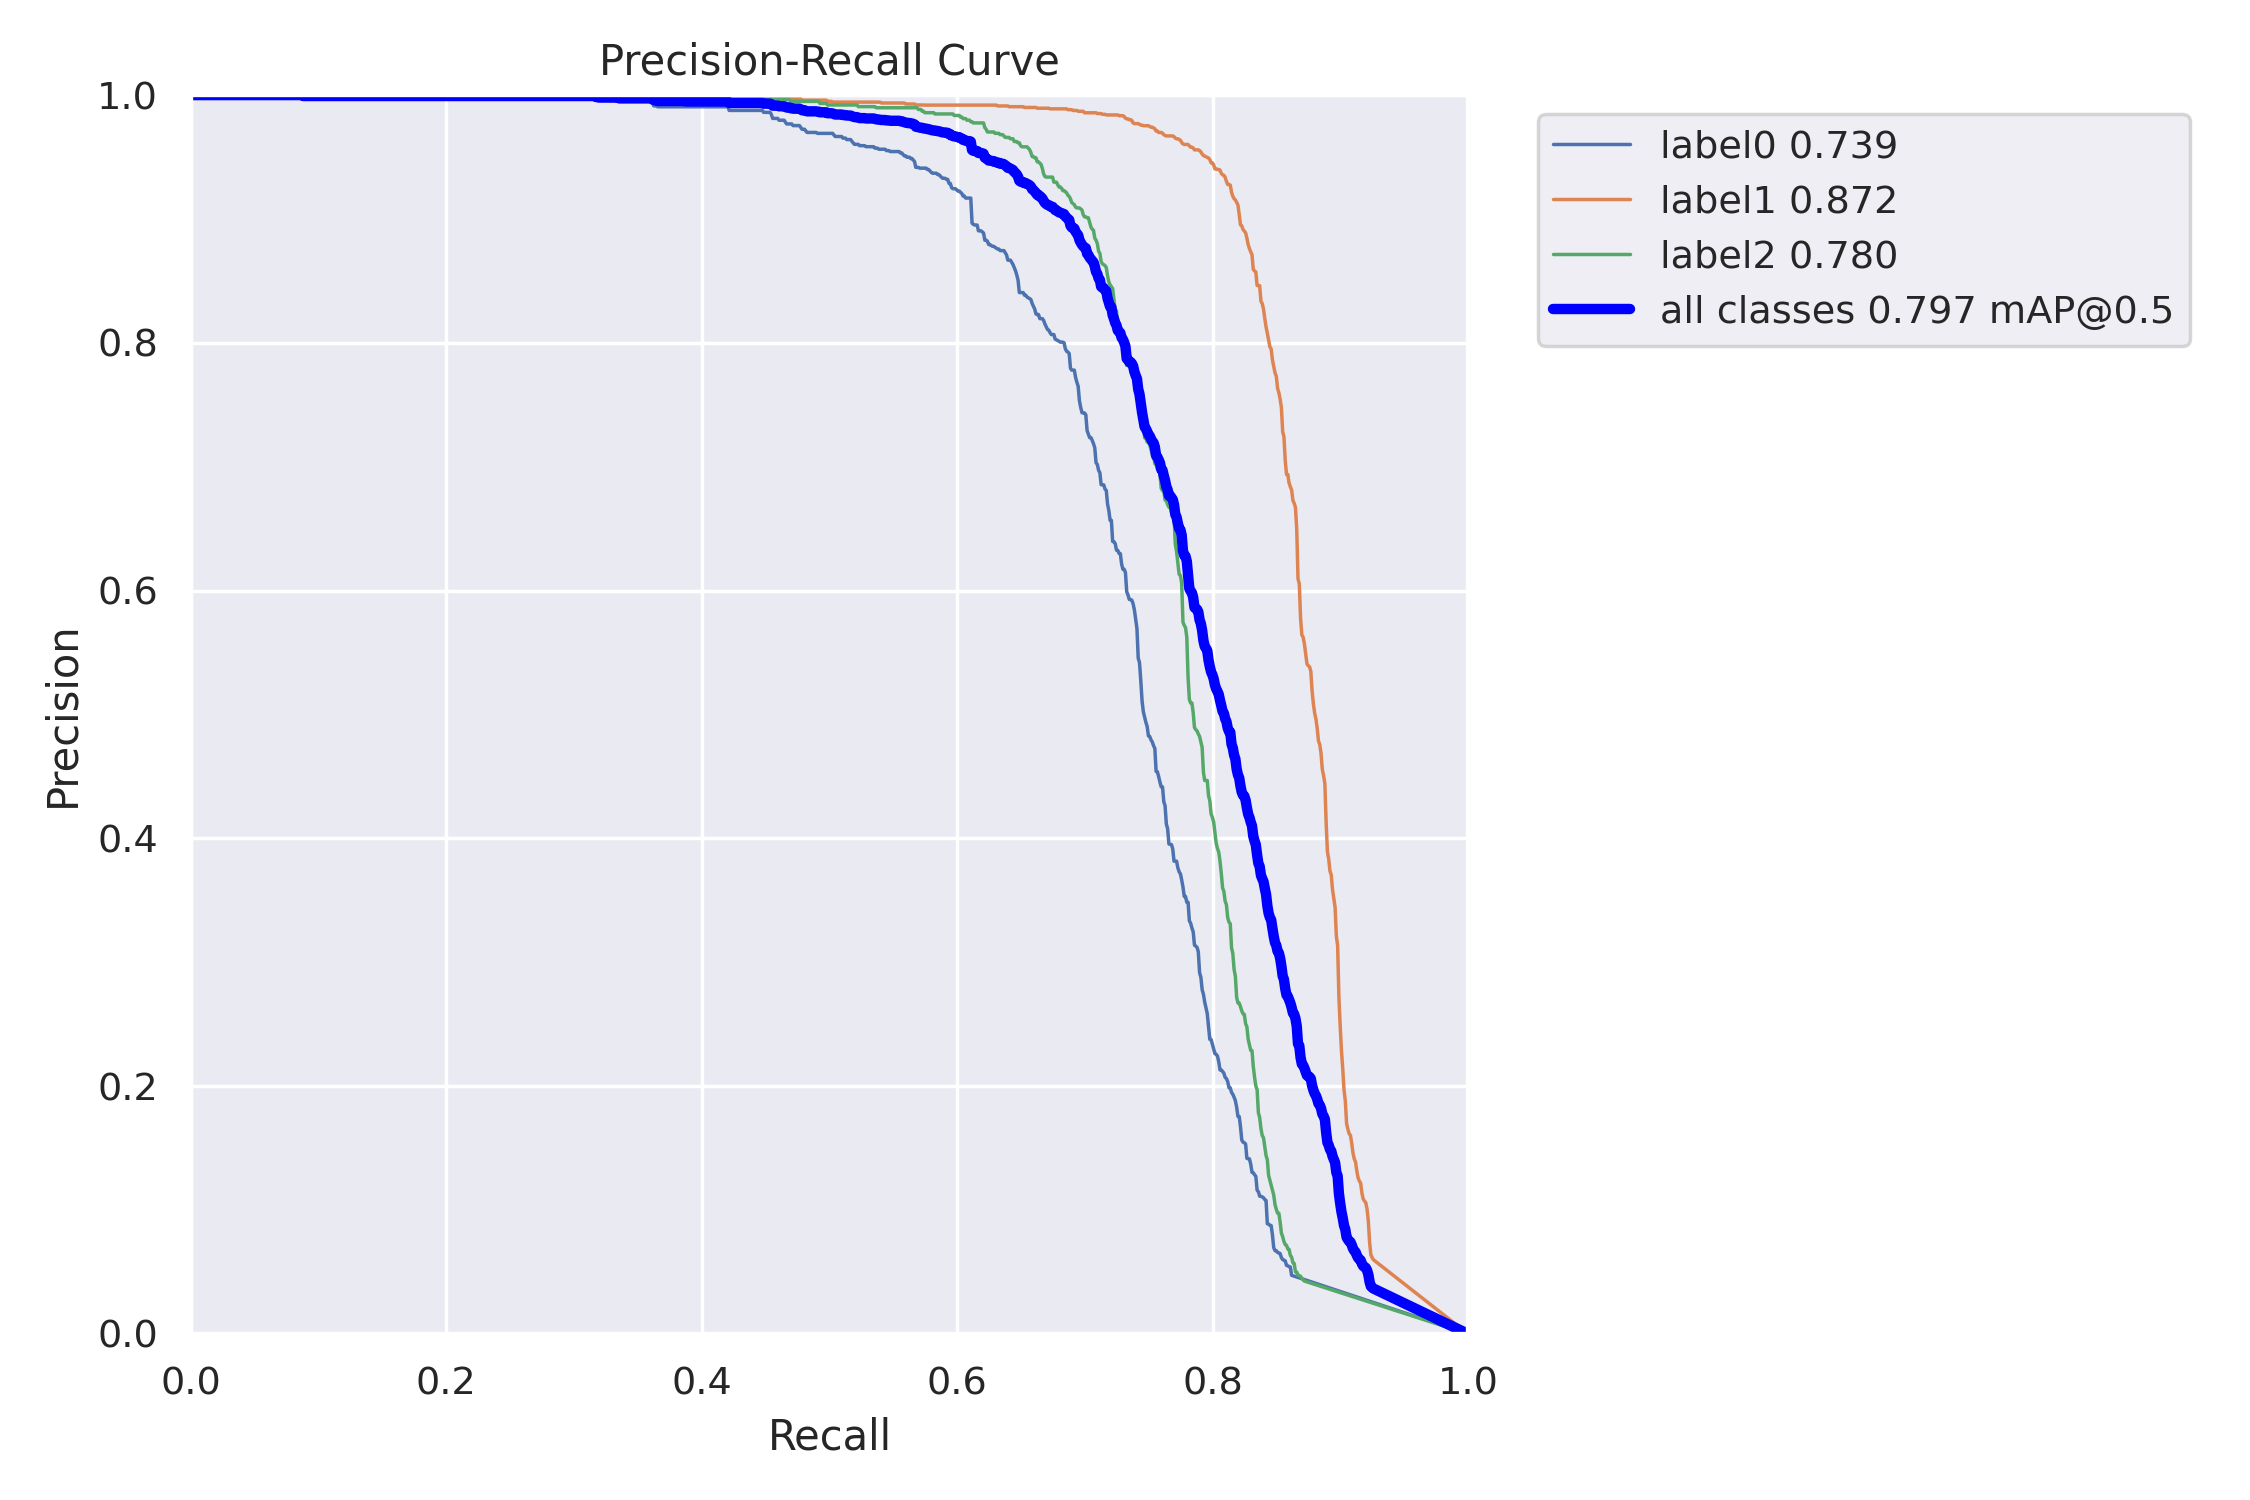 Precision-Recall Curve
1.0
0.8
0.6
0.4
0.2
0.0
Precision
0.0 0.2 0.4 0.6 0.8 1.0
Recall
label0 0.739
label1 0.872
label2 0.780
all classes 0.797 mAP@0.5